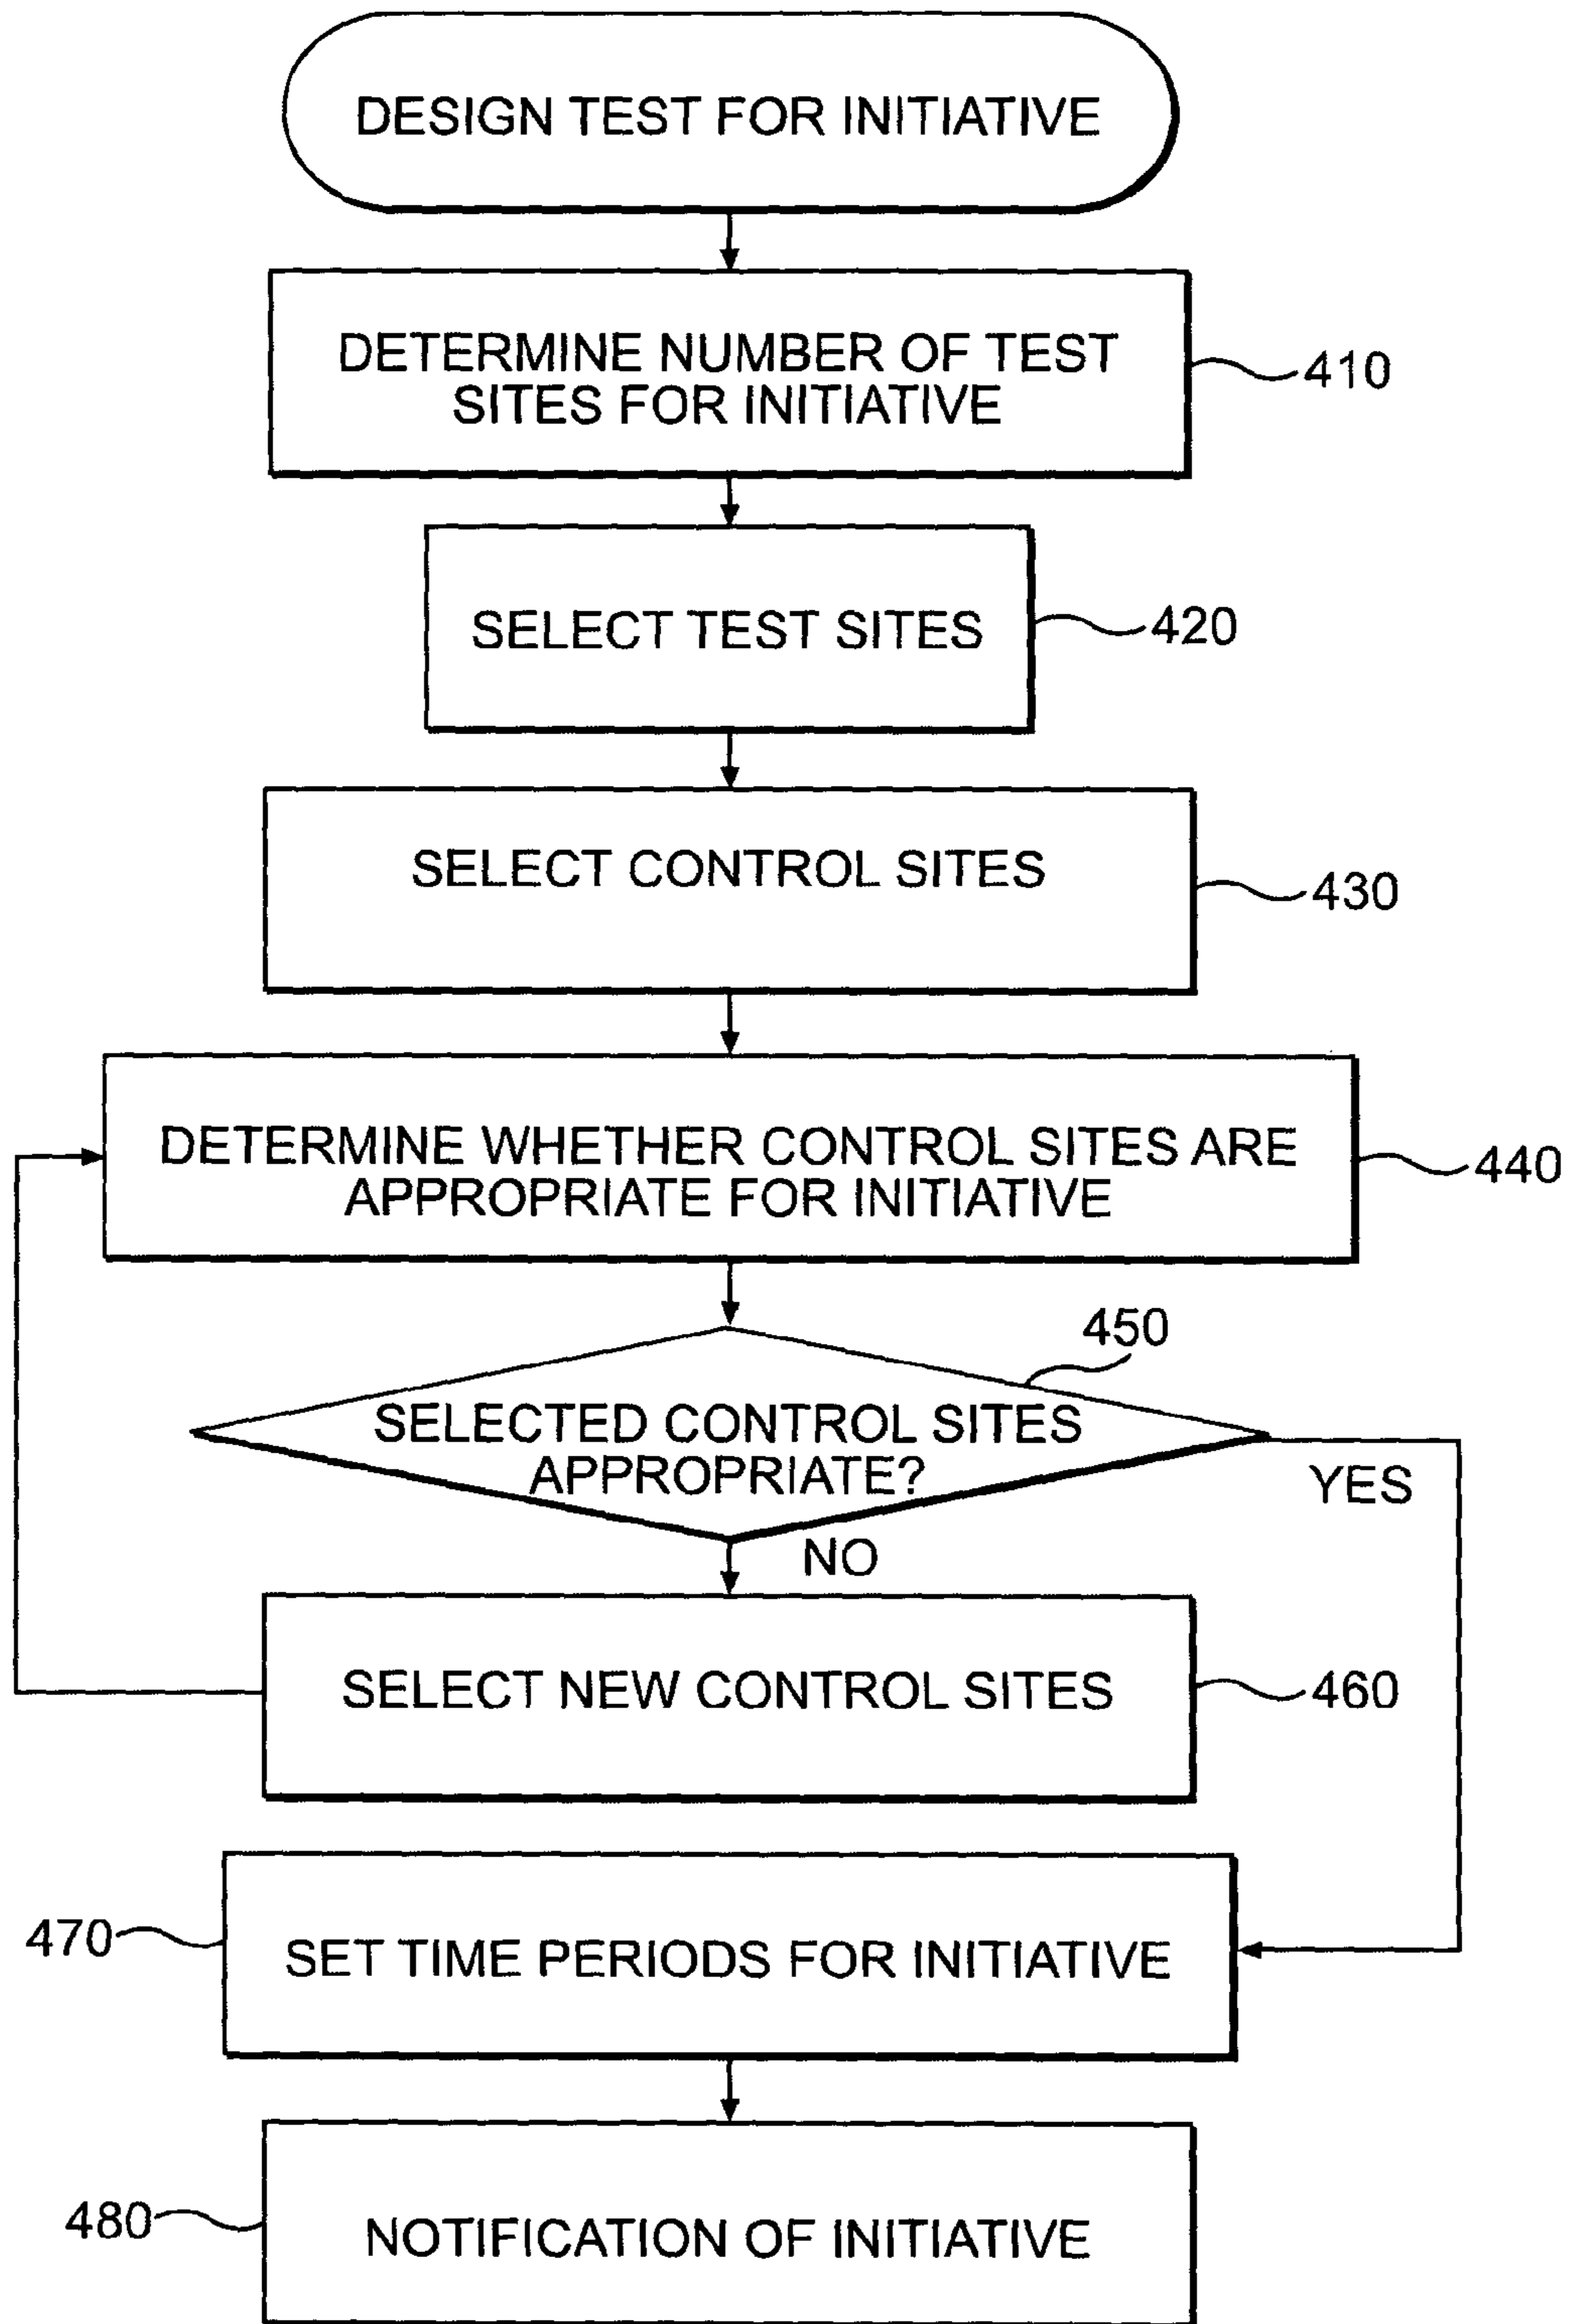 DESIGN TEST FOR INITIATIVE
DETERMINE NUMBER OF TEST
SITES FOR INITIATIVE
410
SELECT TEST SITES
420
SELECT CONTROL SITES
430
DETERMINE WHETHER CONTROL SITES ARE
APPROPRIATE FOR INITIATIVE
440
450
SELECTED CONTROL SITES
APPROPRIATE?
YES
NO
SELECT NEW CONTROL SITES
460
470
SET TIME PERIODS FOR INITIATIVE
480
NOTIFICATION OF INITIATIVE